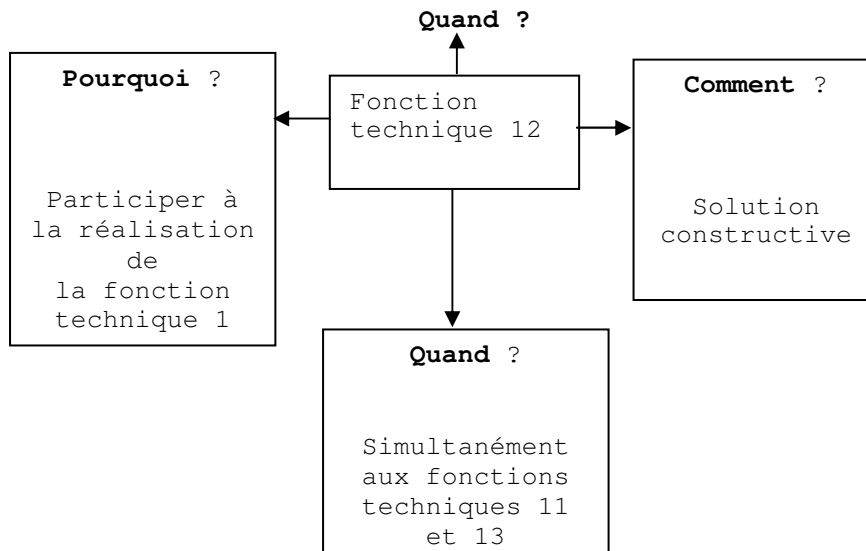 Quand ?
Pourquoi ?
Participer à
la réalisation
de
la fonction
technique 1
Fonction
technique 12
Comment ?
Solution
constructive
Quand ?
Simultanément
aux fonctions
techniques 11
et 13